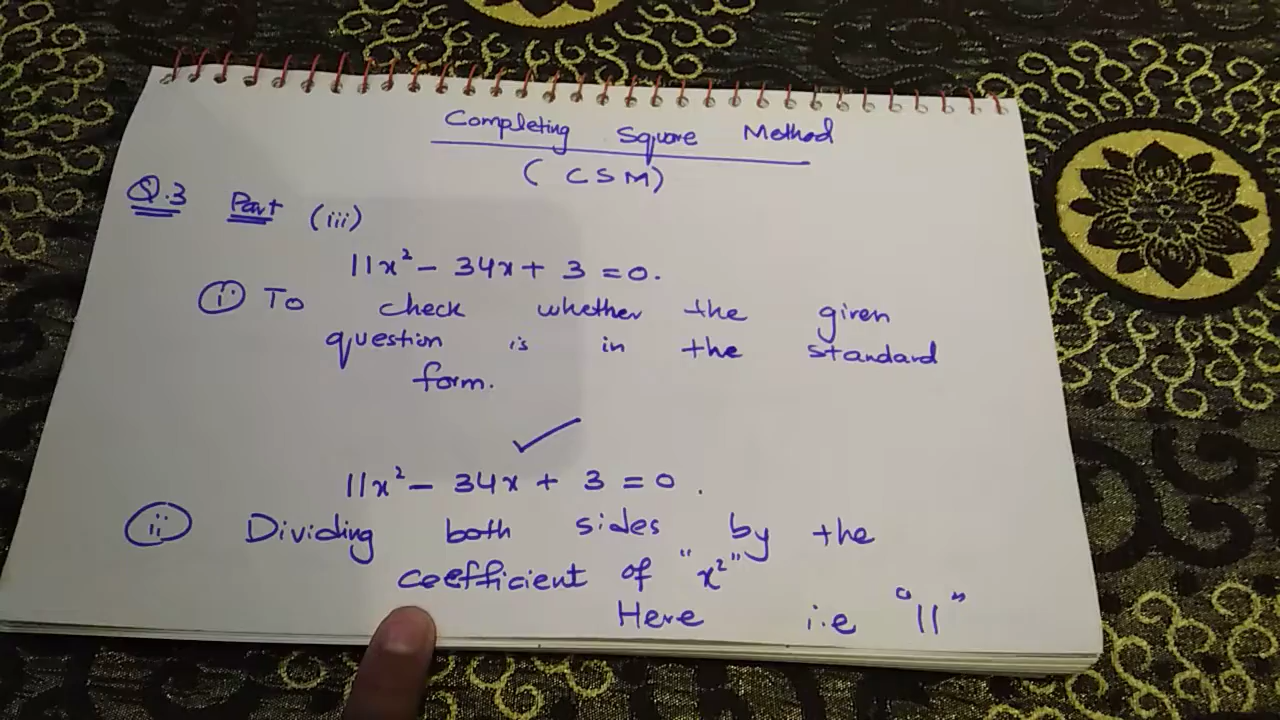 Completing Square Method
( CSM)
Q.3 Part (iii)
11x² - 34x + 3 = 0.
(i) To check whether the given
question is in the standard
form.
✓
11x² - 34x + 3 = 0 .
(ii) Dividing both sides by the
coefficient of "x²"
Here i.e "11"